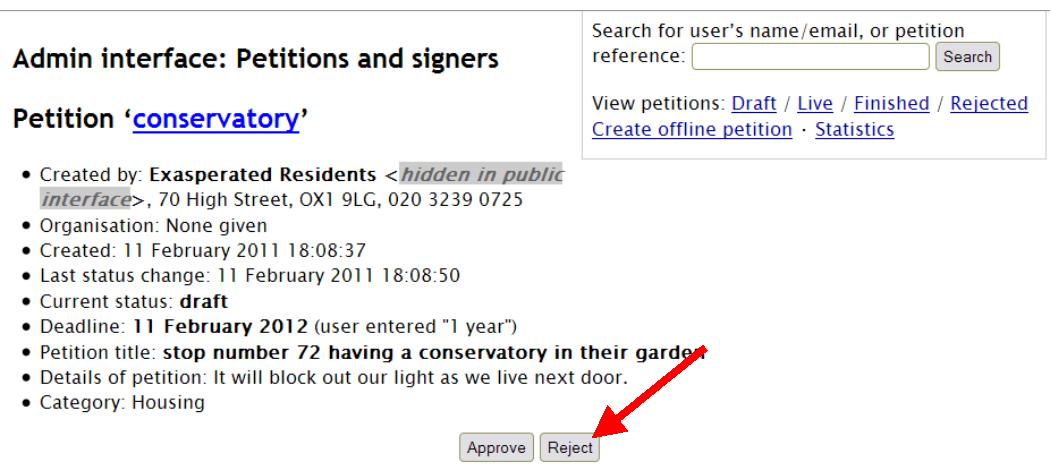 Admin interface: Petitions and signers
Petition ‘conservatory’
Search for user's name/email, or petition
reference: Search
View petitions: Draft / Live / Finished / Rejected
Create offline petition · Statistics
• Created by: Exasperated Residents <hidden in public
interface>, 70 High Street, OX1 9LG, 020 3239 0725
• Organisation: None given
• Created: 11 February 2011 18:08:37
• Last status change: 11 February 2011 18:08:50
• Current status: draft
• Deadline: 11 February 2012 (user entered "1 year")
• Petition title: stop number 72 having a conservatory in their garden
• Details of petition: It will block out our light as we live next door.
• Category: Housing
Approve Reject